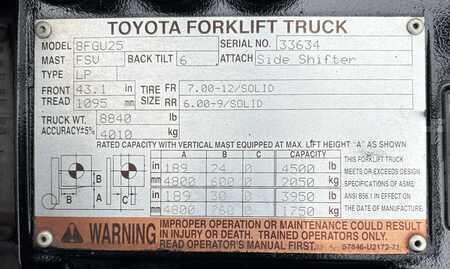 TOYOTA FORKLIFT TRUCK
MODEL 8FGU25 SERIAL NO. 33634
MAST FSV BACK TILT 6 ATTACH Side Shifter
TYPE LP
FRONT 43.1 in TIRE FR 7.00-12/SOLID
TREAD 1095 mm SIZE RR 6.00-9/SOLID
TRUCK WT. 8840 lb
ACCURACY±5% 4010 kg
RATED CAPACITY WITH VERTICAL MAST EQUIPPED AT MAX. LIFT HEIGHT "A" AS SHOWN
A B C CAPACITY
in 189 24 0 4500 lb THIS FORKLIFT TRUCK
mm 4800 600 0 2050 kg MEETS OR EXCEEDS DESIGN
in 189 30 0 3950 lb SPECIFICATIONS OF ASME/
mm 4800 760 0 1750 kg ANSI B56.1 IN EFFECT ON
THE DATE OF MANUFACTURE.
A
B
B C
WARNING IMPROPER OPERATION OR MAINTENANCE COULD RESULT
IN INJURY OR DEATH. TRAINED OPERATORS ONLY.
READ OPERATOR'S MANUAL FIRST.
57846-U2172-71